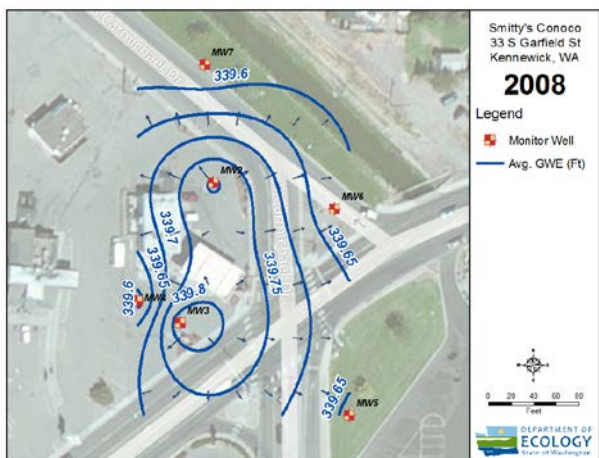 Smitty's Conoco
33 S Garfield St
Kennewick, WA
2008
Legend
Monitor Well
Avg. GWE (Ft)
Carmichael Dr
MW7
339.6
MW2
MW6
339.7
339.65
339.75
339.65
339.6
MW4
339.8
MW3
339.65
MW5
0 20 40 60 80
Feet
DEPARTMENT OF
ECOLOGY
State of Washington